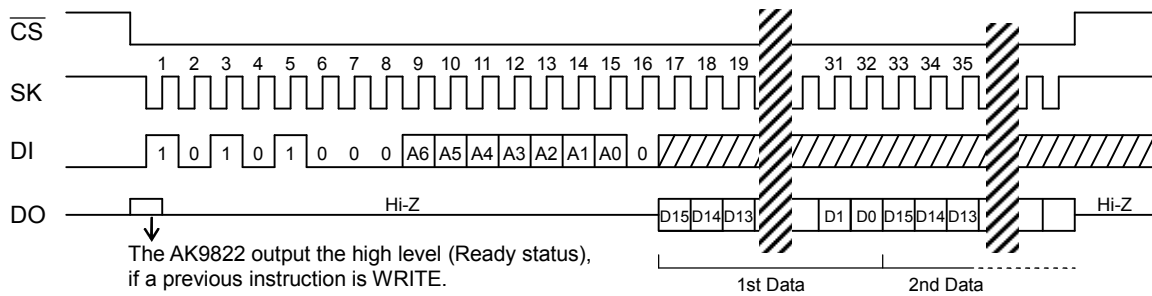 CS
1 2 3 4 5 6 7 8 9 10 11 12 13 14 15 16 17 18 19 31 32 33 34 35
SK
DI 1 0 1 0 1 0 0 0 A6 A5 A4 A3 A2 A1 A0 0
DO Hi-Z D15 D14 D13 D1 D0 D15 D14 D13 Hi-Z
The AK9822 output the high level (Ready status),
if a previous instruction is WRITE.
1st Data 2nd Data